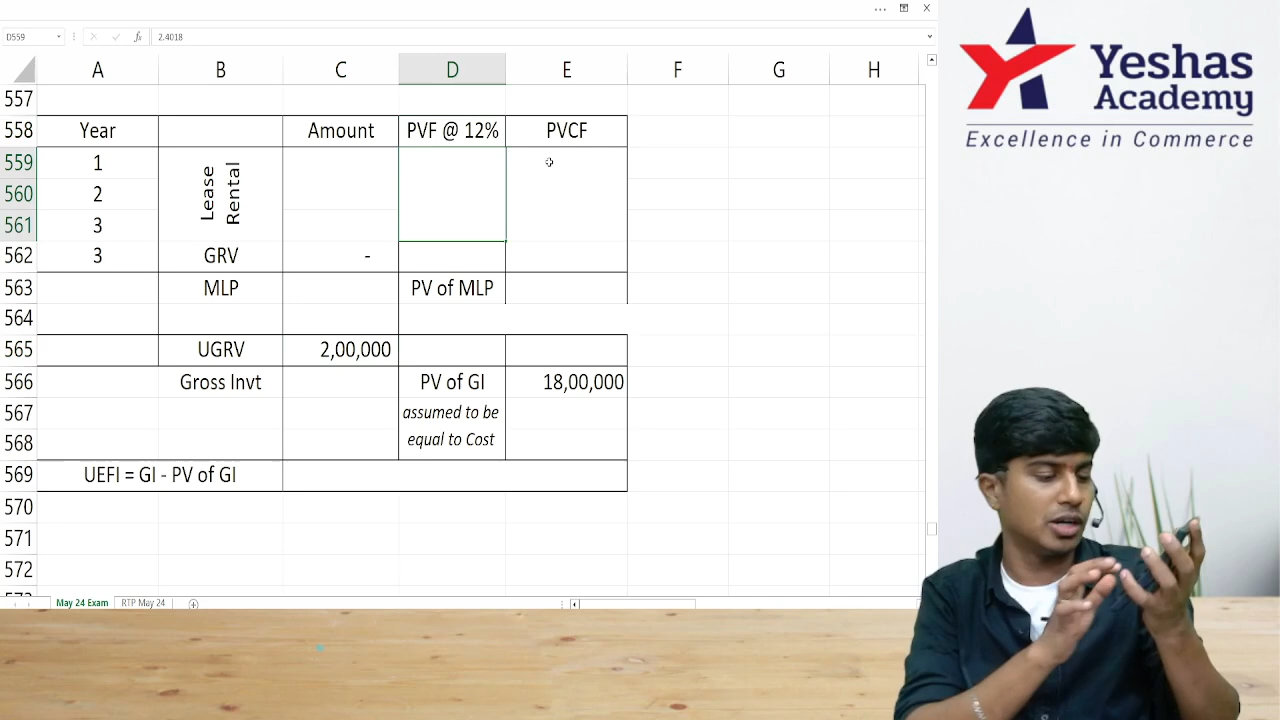 D559 2.4018
A B C D E F G H
557
558 Year Amount PVF @ 12% PVCF
559 1
560 2 Lease Rental
561 3
562 3 GRV -
563 MLP PV of MLP
564
565 UGRV 2,00,000
566 Gross Invt PV of GI 18,00,000
567 assumed to be
568 equal to Cost
569 UEFI = GI - PV of GI
570
571
572
May 24 Exam RTP May 24
Yeshas
Academy
Excellence in Commerce